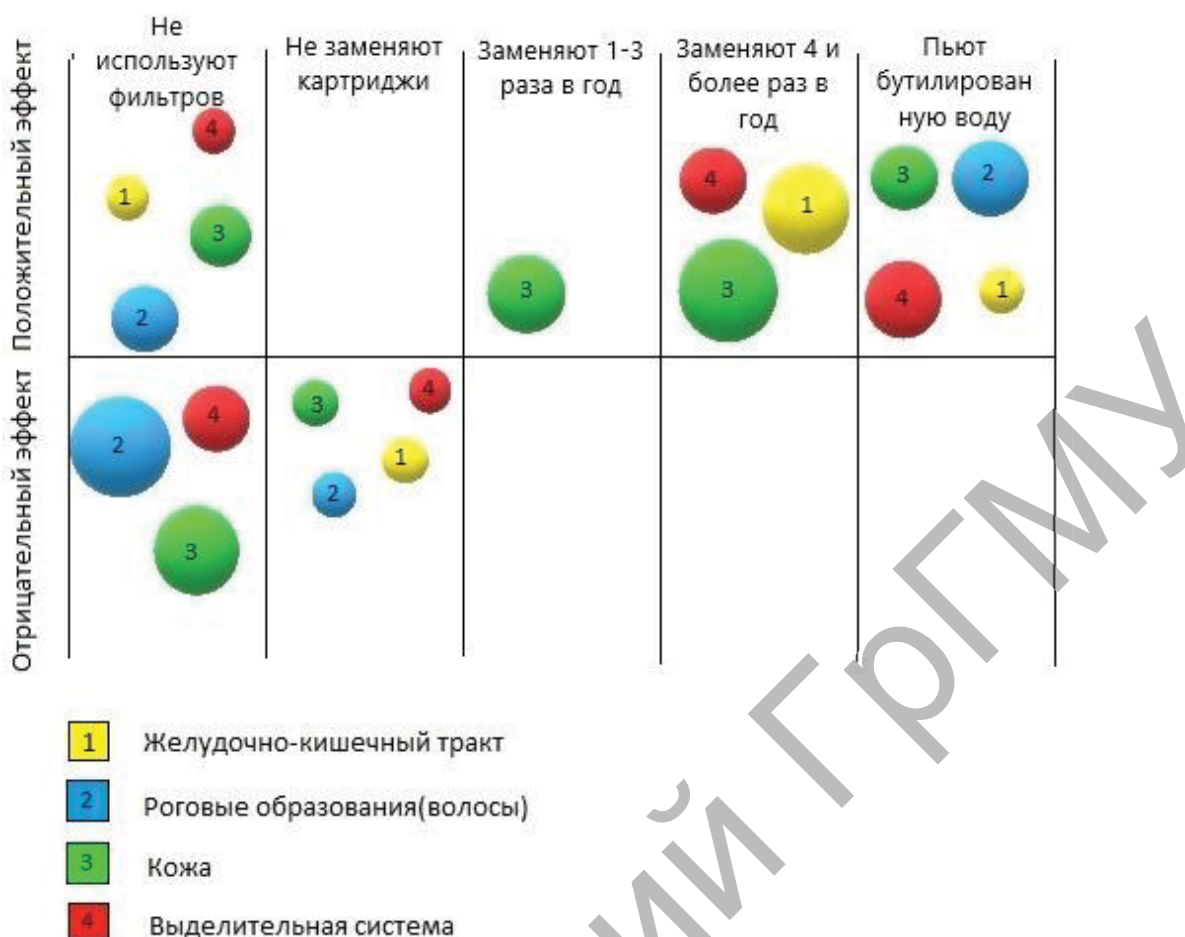 Не
используют
фильтров
Не заменяют
картриджи
Заменяют 1-3
раза в год
Заменяют 4 и
более раз в
год
Пьют
бутилирован
ную воду
Положительный эффект
4
1
3
2
3
4
1
3
3
2
4
1
Отрицательный эффект
2
4
3
3
4
1
2
1 Желудочно-кишечный тракт
2 Роговые образования(волосы)
3 Кожа
4 Выделительная система
ий ГрГМУ